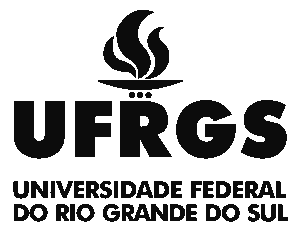 UFRGS
UNIVERSIDADE FEDERAL
DO RIO GRANDE DO SUL